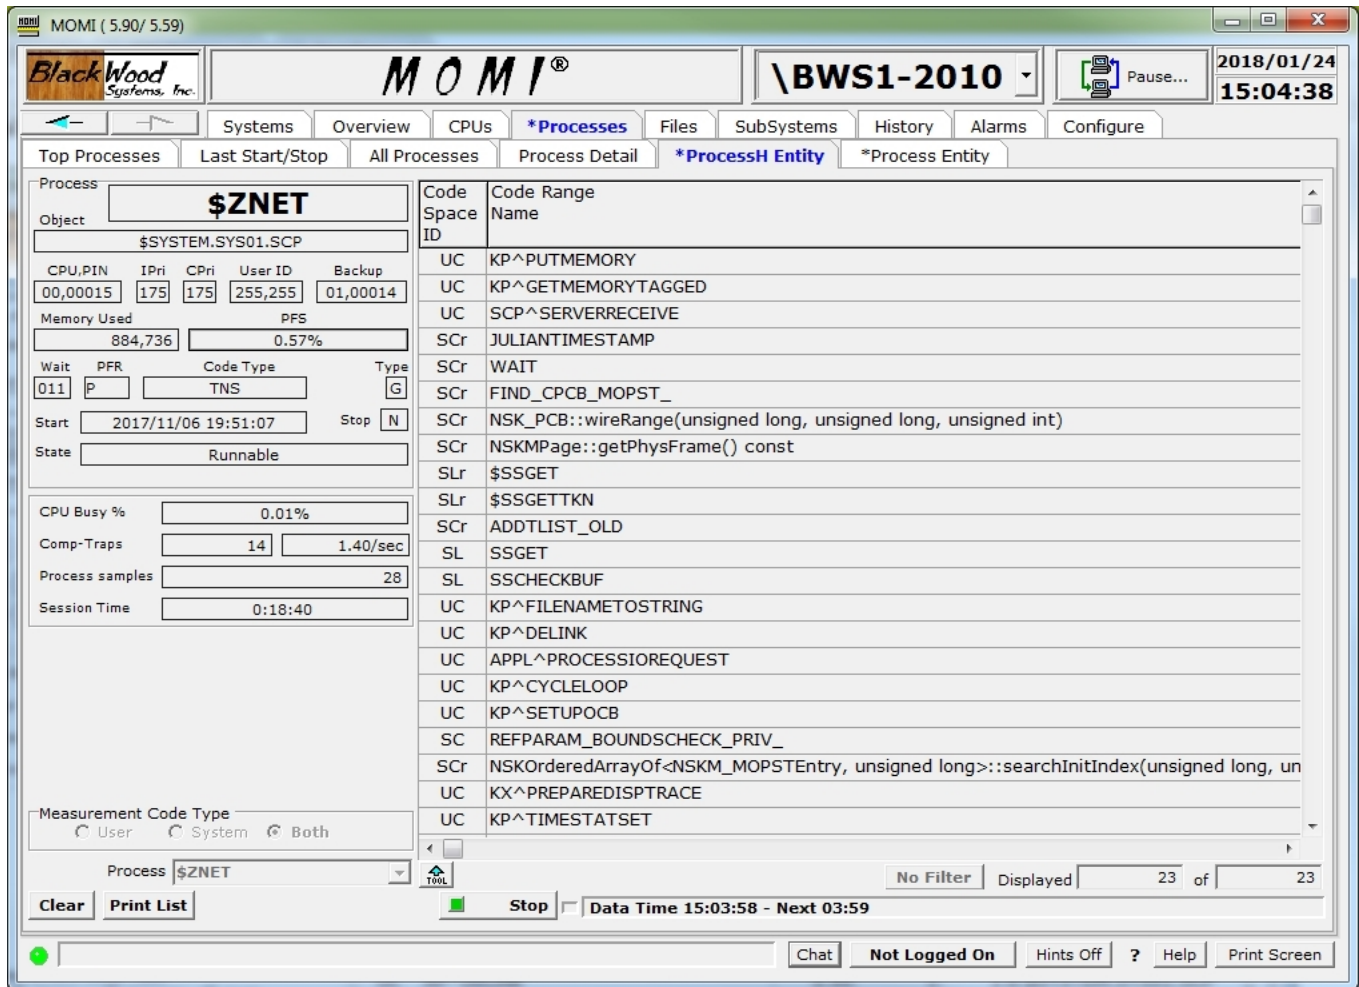 MOMI ( 5.90/ 5.59)
BlackWood Systems, Inc.
MOMI®
\BWS1-2010
Pause...
2018/01/24
15:04:38
Systems Overview CPUs *Processes Files SubSystems History Alarms Configure
Top Processes Last Start/Stop All Processes Process Detail *ProcessH Entity *Process Entity
Process
$ZNET
Object
$SYSTEM.SYS01.SCP
CPU,PIN IPri CPri User ID Backup
00,00015 175 175 255,255 01,00014
Memory Used PFS
884,736 0.57%
Wait PFR Code Type Type
011 P TNS G
Start 2017/11/06 19:51:07 Stop N
State Runnable
CPU Busy % 0.01%
Comp-Traps 14 1.40/sec
Process samples 28
Session Time 0:18:40
Measurement Code Type
User System Both
Process $ZNET
Clear Print List
Code Space ID Code Range Name
UC KP^PUTMEMORY
UC KP^GETMEMORYTAGGED
UC SCP^SERVERRECEIVE
SCr JULIANTIMESTAMP
SCr WAIT
SCr FIND_CPCB_MOPST_
SCr NSK_PCB::wireRange(unsigned long, unsigned long, unsigned int)
SCr NSKMPage::getPhysFrame() const
SLr $SSGET
SLr $SSGETTKN
SCr ADDTLIST_OLD
SL SSGET
SL SSCHECKBUF
UC KP^FILENAMETOSTRING
UC KP^DELINK
UC APPL^PROCESSIOREQUEST
UC KP^CYCLELOOP
UC KP^SETUPOCB
SC REFPARAM_BOUNDSCHECK_PRIV_
SCr NSKOrderedArrayOf<NSKM_MOPSTEntry, unsigned long>::searchInitIndex(unsigned long, un
UC KX^PREPAREDISPTRACE
UC KP^TIMESTATSET
TOOL
No Filter Displayed 23 of 23
Stop Data Time 15:03:58 - Next 03:59
Chat Not Logged On Hints Off ? Help Print Screen